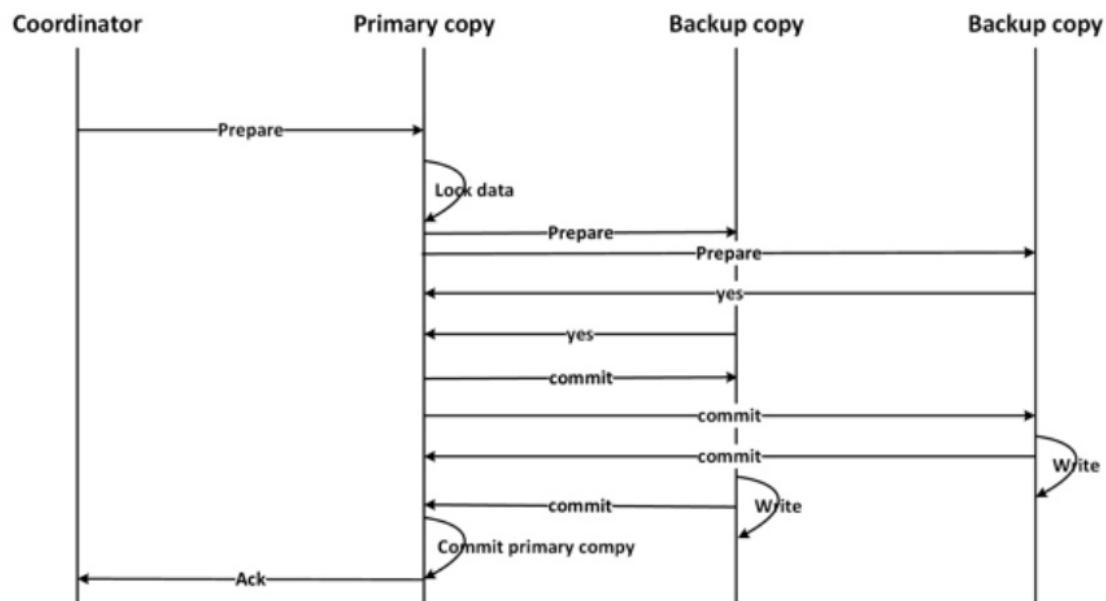 Coordinator
Primary copy
Backup copy
Backup copy
Prepare
Lock data
Prepare
Prepare
yes
yes
commit
commit
commit
Write
commit
Write
Commit primary compy
Ack